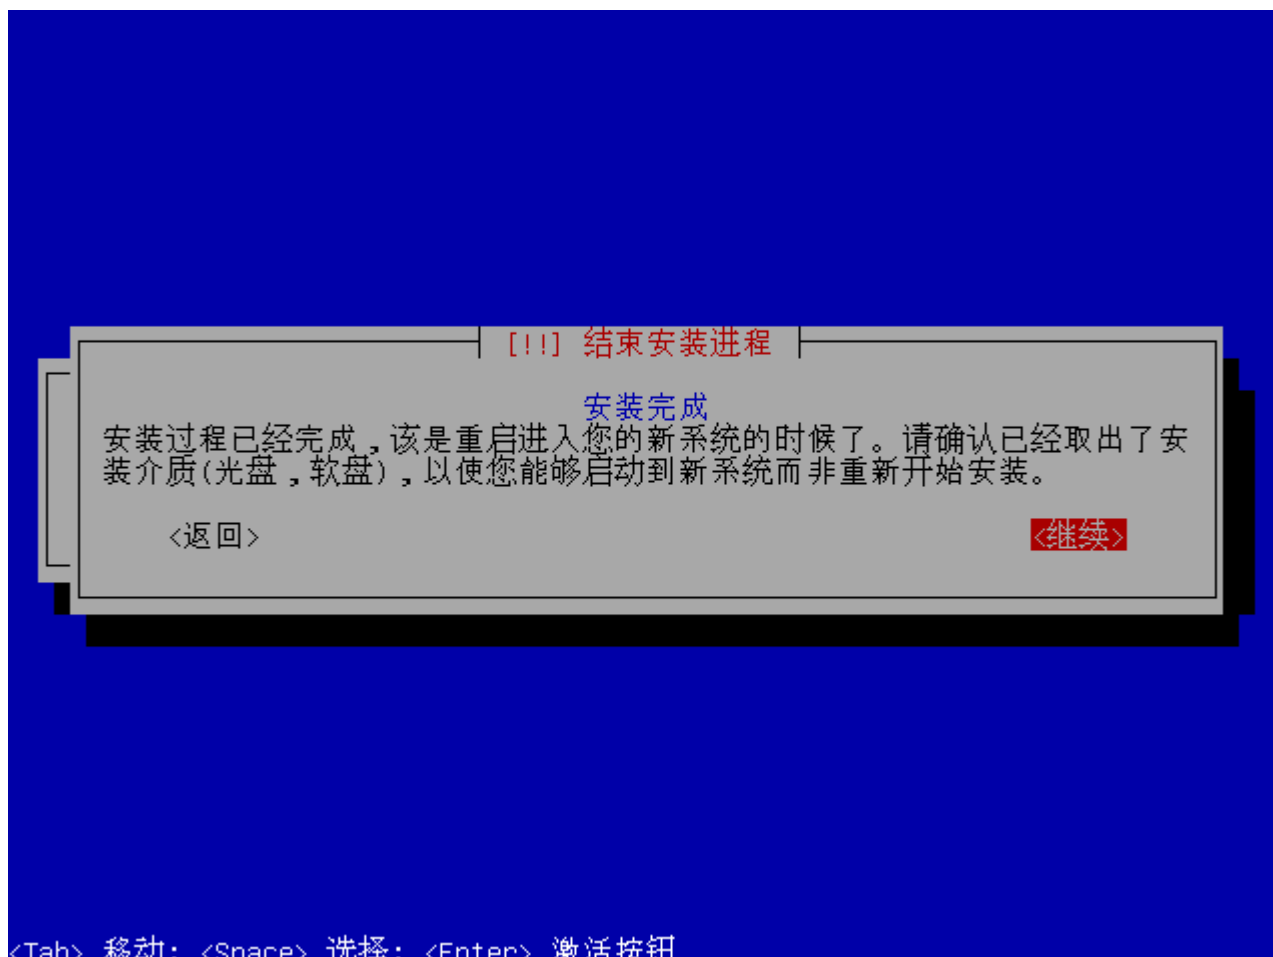 [!!] 结束安装进程
安装完成
安装过程已经完成,该是重启进入您的新系统的时候了。请确认已经取出了安
装介质(光盘,软盘),以使您能够启动到新系统而非重新开始安装。
<返回> <继续>
<Tab> 移动; <Space> 选择; <Enter> 激活按钮